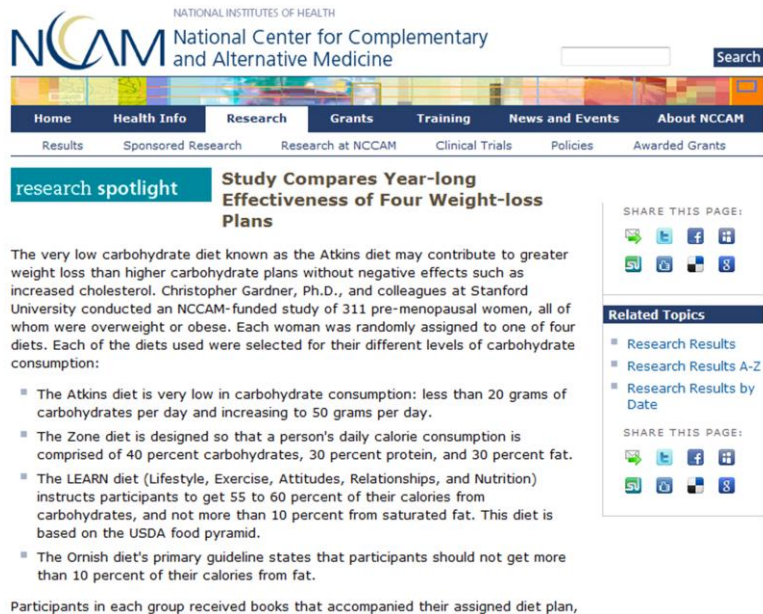 NATIONAL INSTITUTES OF HEALTH
NCCAM
National Center for Complementary
and Alternative Medicine
Search
Home Health Info Research Grants Training News and Events About NCCAM
Results Sponsored Research Research at NCCAM Clinical Trials Policies Awarded Grants
research spotlight
Study Compares Year-long
Effectiveness of Four Weight-loss
Plans
The very low carbohydrate diet known as the Atkins diet may contribute to greater
weight loss than higher carbohydrate plans without negative effects such as
increased cholesterol. Christopher Gardner, Ph.D., and colleagues at Stanford
University conducted an NCCAM-funded study of 311 pre-menopausal women, all of
whom were overweight or obese. Each woman was randomly assigned to one of four
diets. Each of the diets used were selected for their different levels of carbohydrate
consumption:
The Atkins diet is very low in carbohydrate consumption: less than 20 grams of
carbohydrates per day and increasing to 50 grams per day.
The Zone diet is designed so that a person's daily calorie consumption is
comprised of 40 percent carbohydrates, 30 percent protein, and 30 percent fat.
The LEARN diet (Lifestyle, Exercise, Attitudes, Relationships, and Nutrition)
instructs participants to get 55 to 60 percent of their calories from
carbohydrates, and not more than 10 percent from saturated fat. This diet is
based on the USDA food pyramid.
The Ornish diet's primary guideline states that participants should not get more
than 10 percent of their calories from fat.
Participants in each group received books that accompanied their assigned diet plan,
SHARE THIS PAGE:
Related Topics
Research Results
Research Results A-Z
Research Results by
Date
SHARE THIS PAGE: